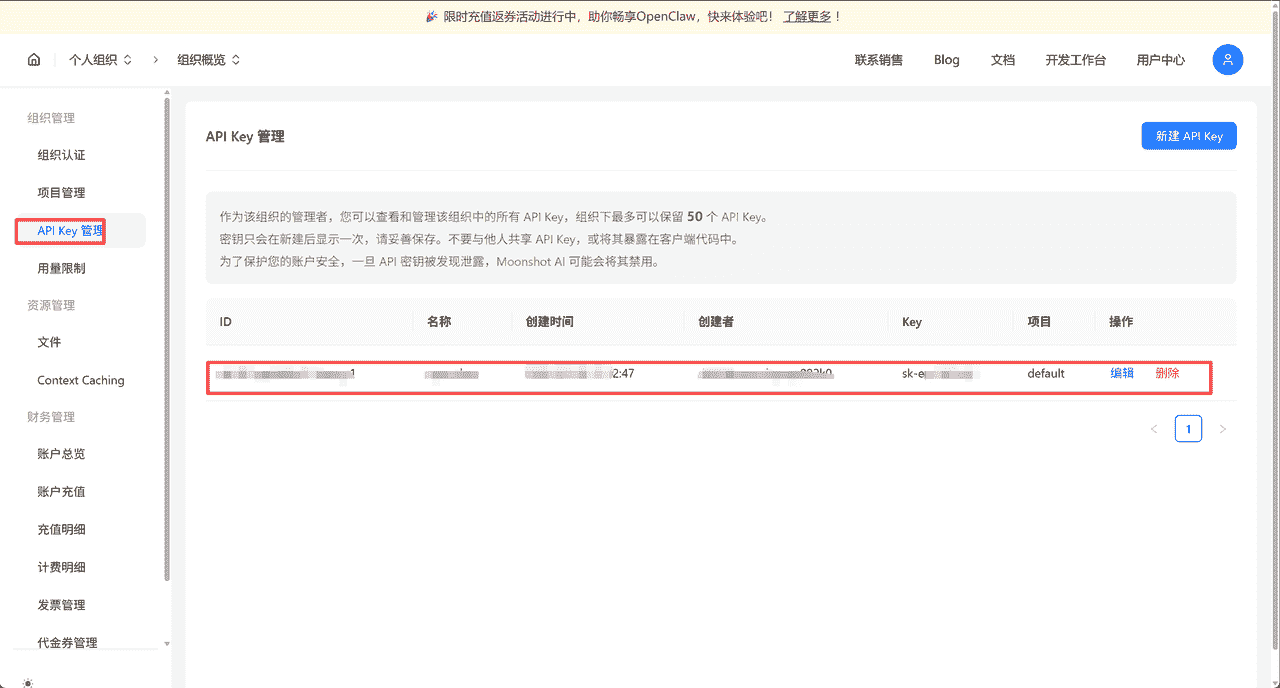 🎉 限时充值返券活动进行中，助你畅享OpenClaw，快来体验吧！ 了解更多 ！
个人组织 > 组织概览
联系销售 Blog 文档 开发工作台 用户中心
组织管理
组织认证
项目管理
API Key 管理
用量限制
资源管理
文件
Context Caching
财务管理
账户总览
账户充值
充值明细
计费明细
发票管理
代金券管理
API Key 管理
新建 API Key
作为该组织的管理者，您可以查看和管理该组织中的所有 API Key，组织下最多可以保留 50 个 API Key。
密钥只会在新建后显示一次，请妥善保存。不要与他人共享 API Key，或将其暴露在客户端代码中。
为了保护您的账户安全，一旦 API 密钥被发现泄露，Moonshot AI 可能会将其禁用。
ID 名称 创建时间 创建者 Key 项目 操作
1 2:47 sk-e default 编辑 删除
< 1 >